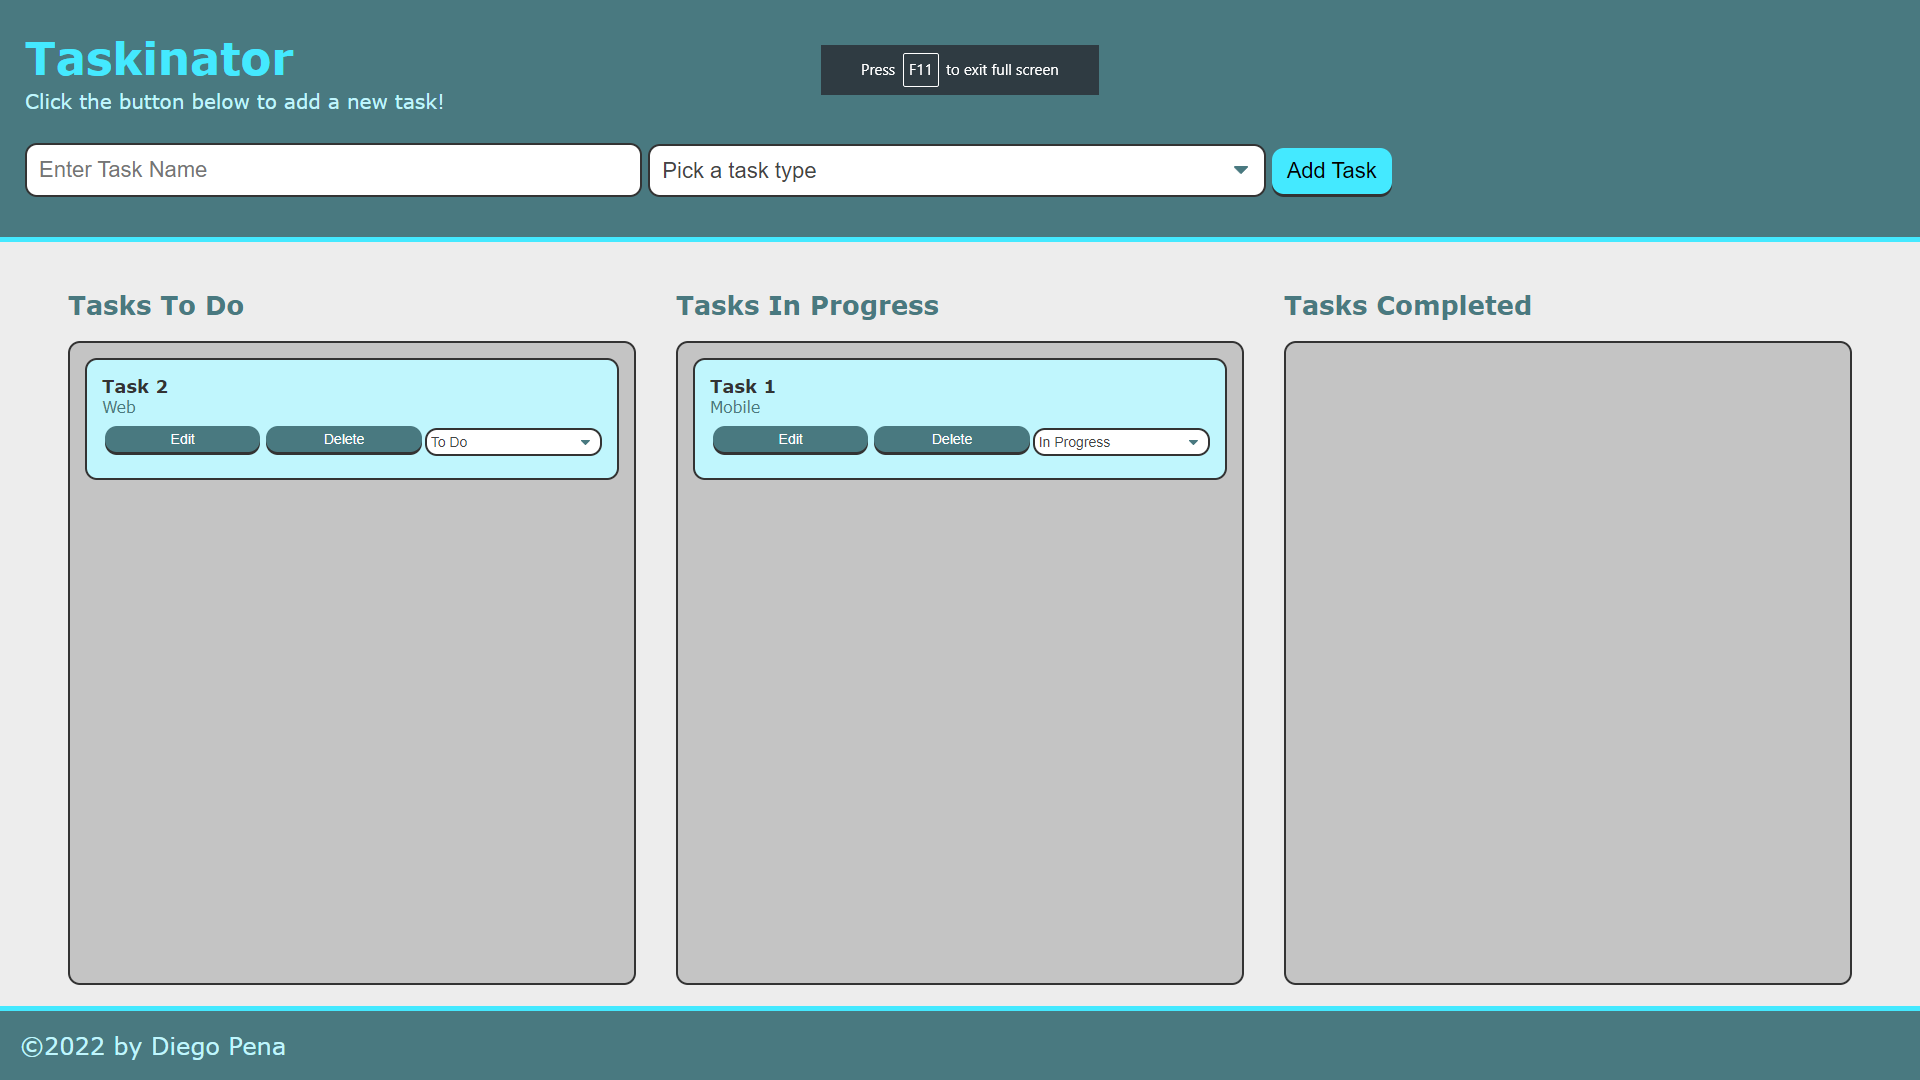 Taskinator
Click the button below to add a new task!
Press F11 to exit full screen
Enter Task Name
Pick a task type
Add Task
Tasks To Do
Task 2
Web
Edit
Delete
To Do
Tasks In Progress
Task 1
Mobile
Edit
Delete
In Progress
Tasks Completed
©2022 by Diego Pena